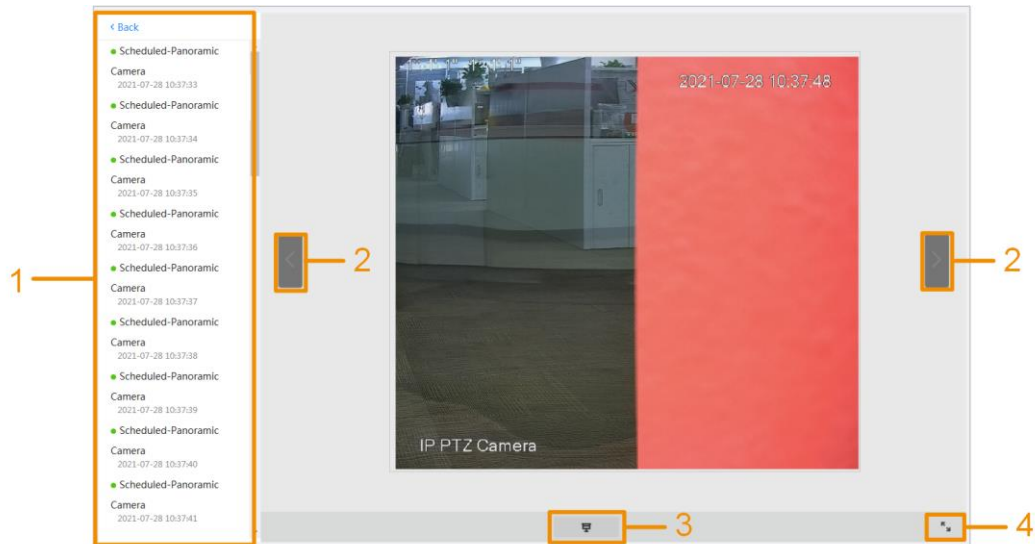 < Back
Scheduled-Panoramic
Camera
2021-07-28 10:37:33
Scheduled-Panoramic
Camera
2021-07-28 10:37:34
Scheduled-Panoramic
Camera
2021-07-28 10:37:35
Scheduled-Panoramic
Camera
2021-07-28 10:37:36
Scheduled-Panoramic
Camera
2021-07-28 10:37:37
Scheduled-Panoramic
Camera
2021-07-28 10:37:38
Scheduled-Panoramic
Camera
2021-07-28 10:37:39
Scheduled-Panoramic
Camera
2021-07-28 10:37:40
Scheduled-Panoramic
Camera
2021-07-28 10:37:41
1
2021-07-28 10:37:48
2
2
IP PTZ Camera
3
4